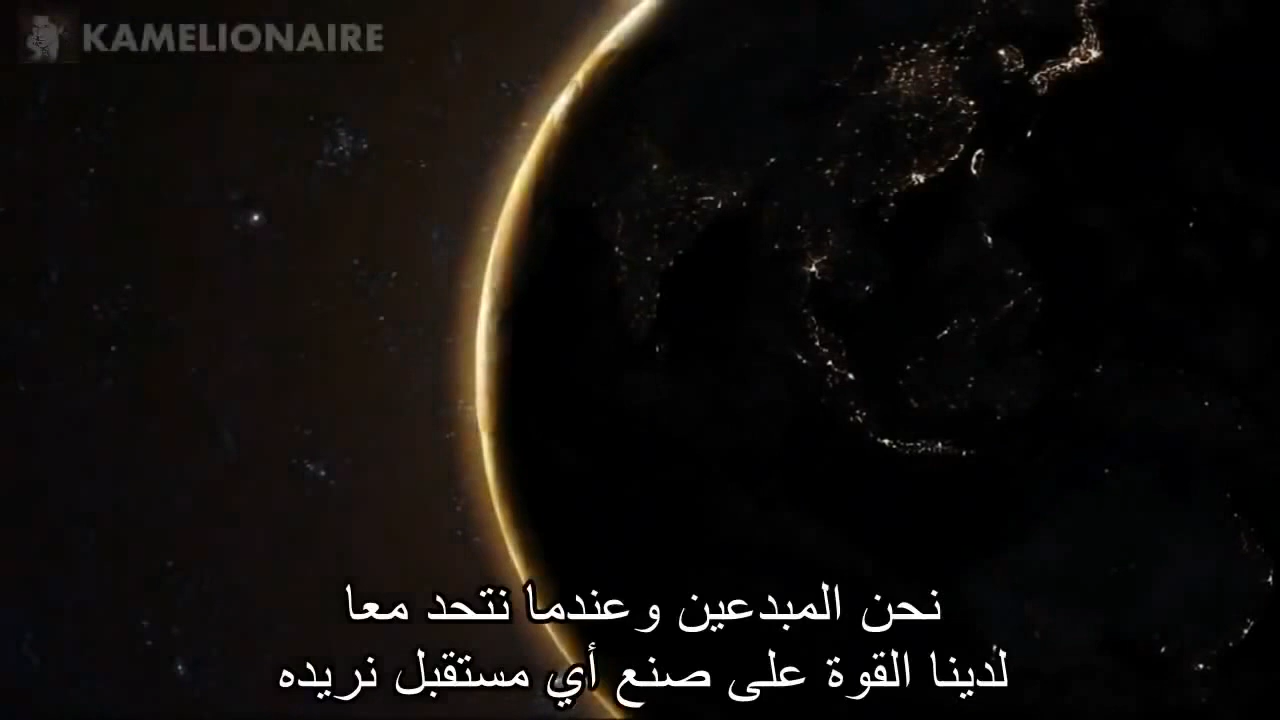 KAMELIONAIRE
نحن المبدعين وعندما نتحد معا
لدينا القوة على صنع أي مستقبل نريده